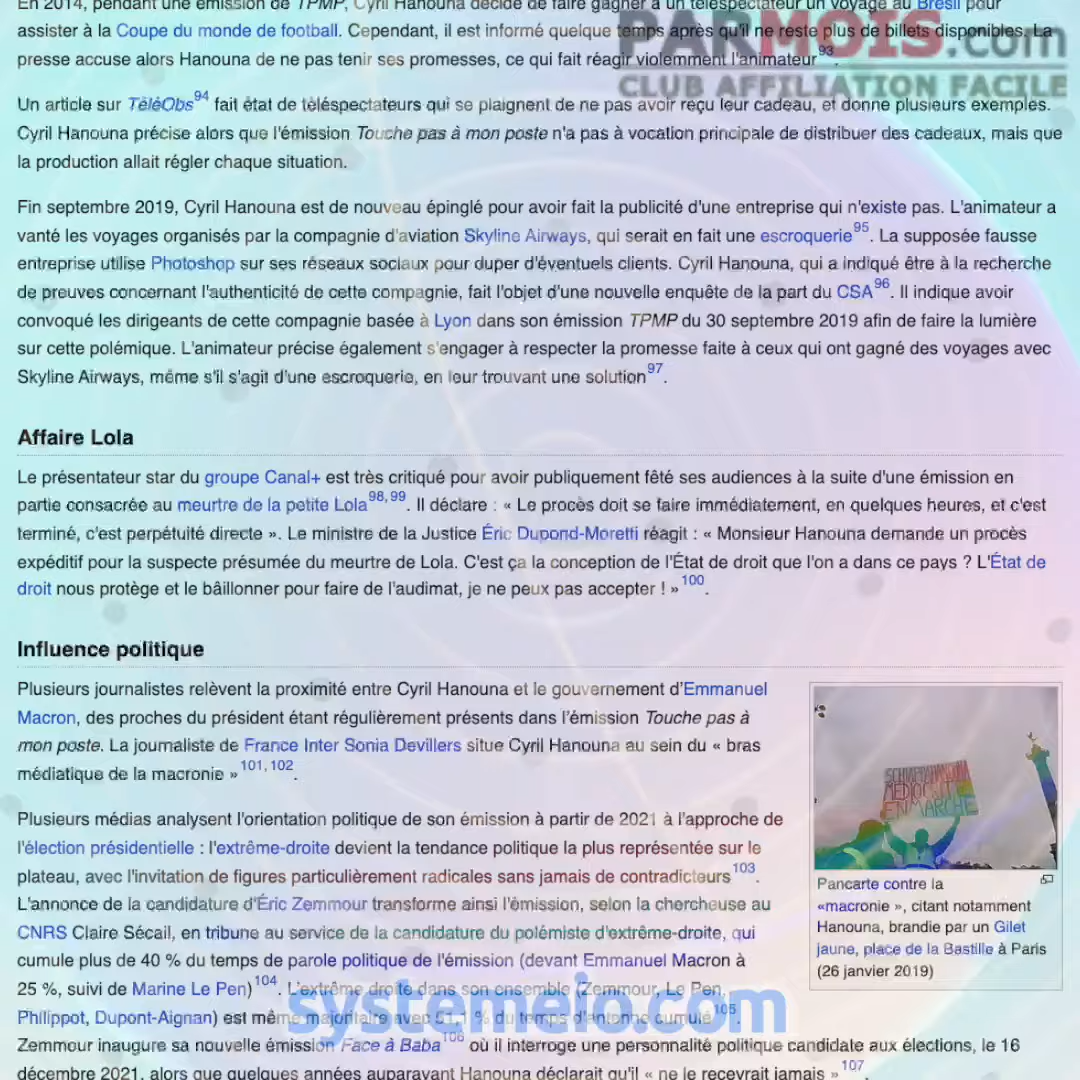 En 2014, pendant une émission de TPMP, Cyril Hanouna décide de faire gagner à un téléspectateur un voyage au Brésil pour
assister à la Coupe du monde de football. Cependant, il est informé quelque temps après qu'il ne reste plus de billets disponibles. La
presse accuse alors Hanouna de ne pas tenir ses promesses, ce qui fait réagir violemment l'animateur93.
PARMOIS.com
CLUB AFFILIATION FACILE
Un article sur TéléObs94 fait état de téléspectateurs qui se plaignent de ne pas avoir reçu leur cadeau, et donne plusieurs exemples.
Cyril Hanouna précise alors que l'émission Touche pas à mon poste n'a pas à vocation principale de distribuer des cadeaux, mais que
la production allait régler chaque situation.
Fin septembre 2019, Cyril Hanouna est de nouveau épinglé pour avoir fait la publicité d'une entreprise qui n'existe pas. L'animateur a
vanté les voyages organisés par la compagnie d'aviation Skyline Airways, qui serait en fait une escroquerie95. La supposée fausse
entreprise utilise Photoshop sur ses réseaux sociaux pour duper d'éventuels clients. Cyril Hanouna, qui a indiqué être à la recherche
de preuves concernant l'authenticité de cette compagnie, fait l'objet d'une nouvelle enquête de la part du CSA96. Il indique avoir
convoqué les dirigeants de cette compagnie basée à Lyon dans son émission TPMP du 30 septembre 2019 afin de faire la lumière
sur cette polémique. L'animateur précise également s'engager à respecter la promesse faite à ceux qui ont gagné des voyages avec
Skyline Airways, même s'il s'agit d'une escroquerie, en leur trouvant une solution97.
Affaire Lola
Le présentateur star du groupe Canal+ est très critiqué pour avoir publiquement fêté ses audiences à la suite d'une émission en
partie consacrée au meurtre de la petite Lola98,99. Il déclare : « Le procès doit se faire immédiatement, en quelques heures, et c'est
terminé, c'est perpétuité directe ». Le ministre de la Justice Éric Dupond-Moretti réagit : « Monsieur Hanouna demande un procès
expéditif pour la suspecte présumée du meurtre de Lola. C'est ça la conception de l'État de droit que l'on a dans ce pays ? L'État de
droit nous protège et le bâillonner pour faire de l'audimat, je ne peux pas accepter ! »100.
Influence politique
Plusieurs journalistes relèvent la proximité entre Cyril Hanouna et le gouvernement d'Emmanuel
Macron, des proches du président étant régulièrement présents dans l'émission Touche pas à
mon poste. La journaliste de France Inter Sonia Devillers situe Cyril Hanouna au sein du « bras
médiatique de la macronie »101,102.
Plusieurs médias analysent l'orientation politique de son émission à partir de 2021 à l'approche de
l'élection présidentielle : l'extrême-droite devient la tendance politique la plus représentée sur le
plateau, avec l'invitation de figures particulièrement radicales sans jamais de contradicteurs103.
L'annonce de la candidature d'Éric Zemmour transforme ainsi l'émission, selon la chercheuse au
CNRS Claire Sécail, en tribune au service de la candidature du polémiste d'extrême-droite, qui
cumule plus de 40 % du temps de parole politique de l'émission (devant Emmanuel Macron à
25 %, suivi de Marine Le Pen)104. L'extrême droite dans son ensemble (Zemmour, Le Pen,
Philippot, Dupont-Aignan) est même majoritaire avec 51,1 % du temps d'antenne cumulé105.
Zemmour inaugure sa nouvelle émission Face à Baba106 où il interroge une personnalité politique candidate aux élections, le 16
décembre 2021, alors que quelques années auparavant Hanouna déclarait qu'il « ne le recevrait jamais »107
systemeio.com
MEDIOCRITE
EN MARCHE
Pancarte contre la
«macronie », citant notamment
Hanouna, brandie par un Gilet
jaune, place de la Bastille à Paris
(26 janvier 2019)